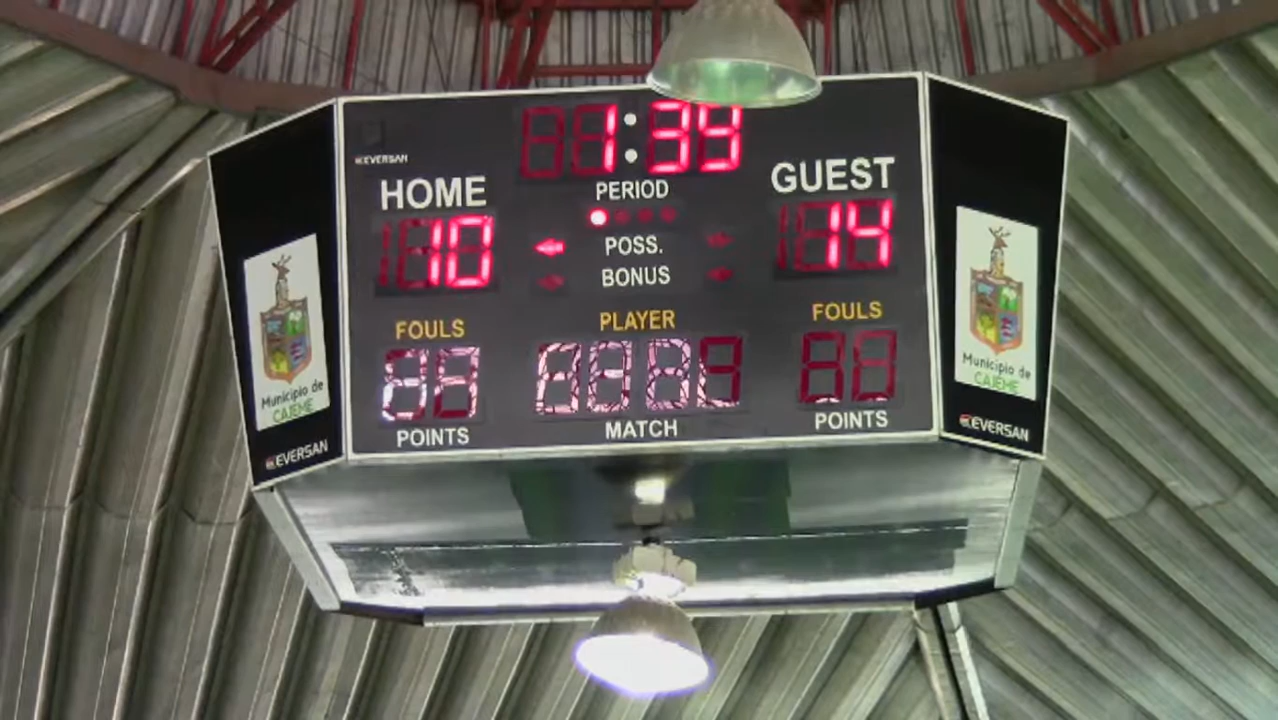 1:39
EVERSAN
HOME
PERIOD
GUEST
10
POSS.
14
BONUS
FOULS
PLAYER
FOULS
POINTS
MATCH
POINTS
Municipio de
CAJEME
EVERSAN
Municipio de
CAJEME
EVERSAN